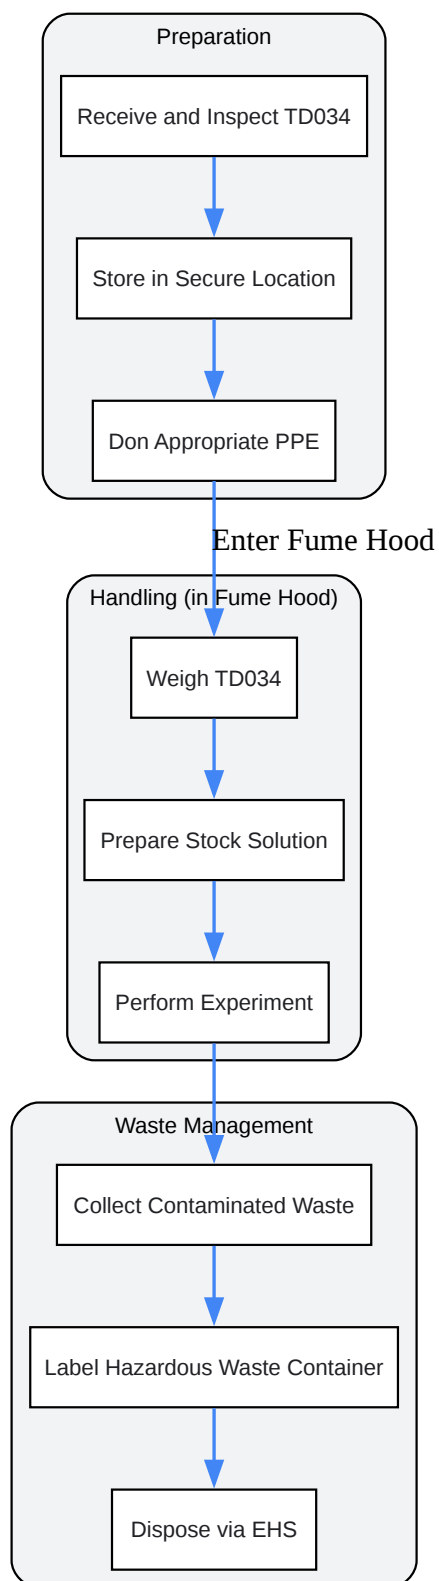 Preparation
Receive and Inspect TD034
Store in Secure Location
Don Appropriate PPE
Enter Fume Hood
Handling (in Fume Hood)
Weigh TD034
Prepare Stock Solution
Perform Experiment
Waste Management
Collect Contaminated Waste
Label Hazardous Waste Container
Dispose via EHS